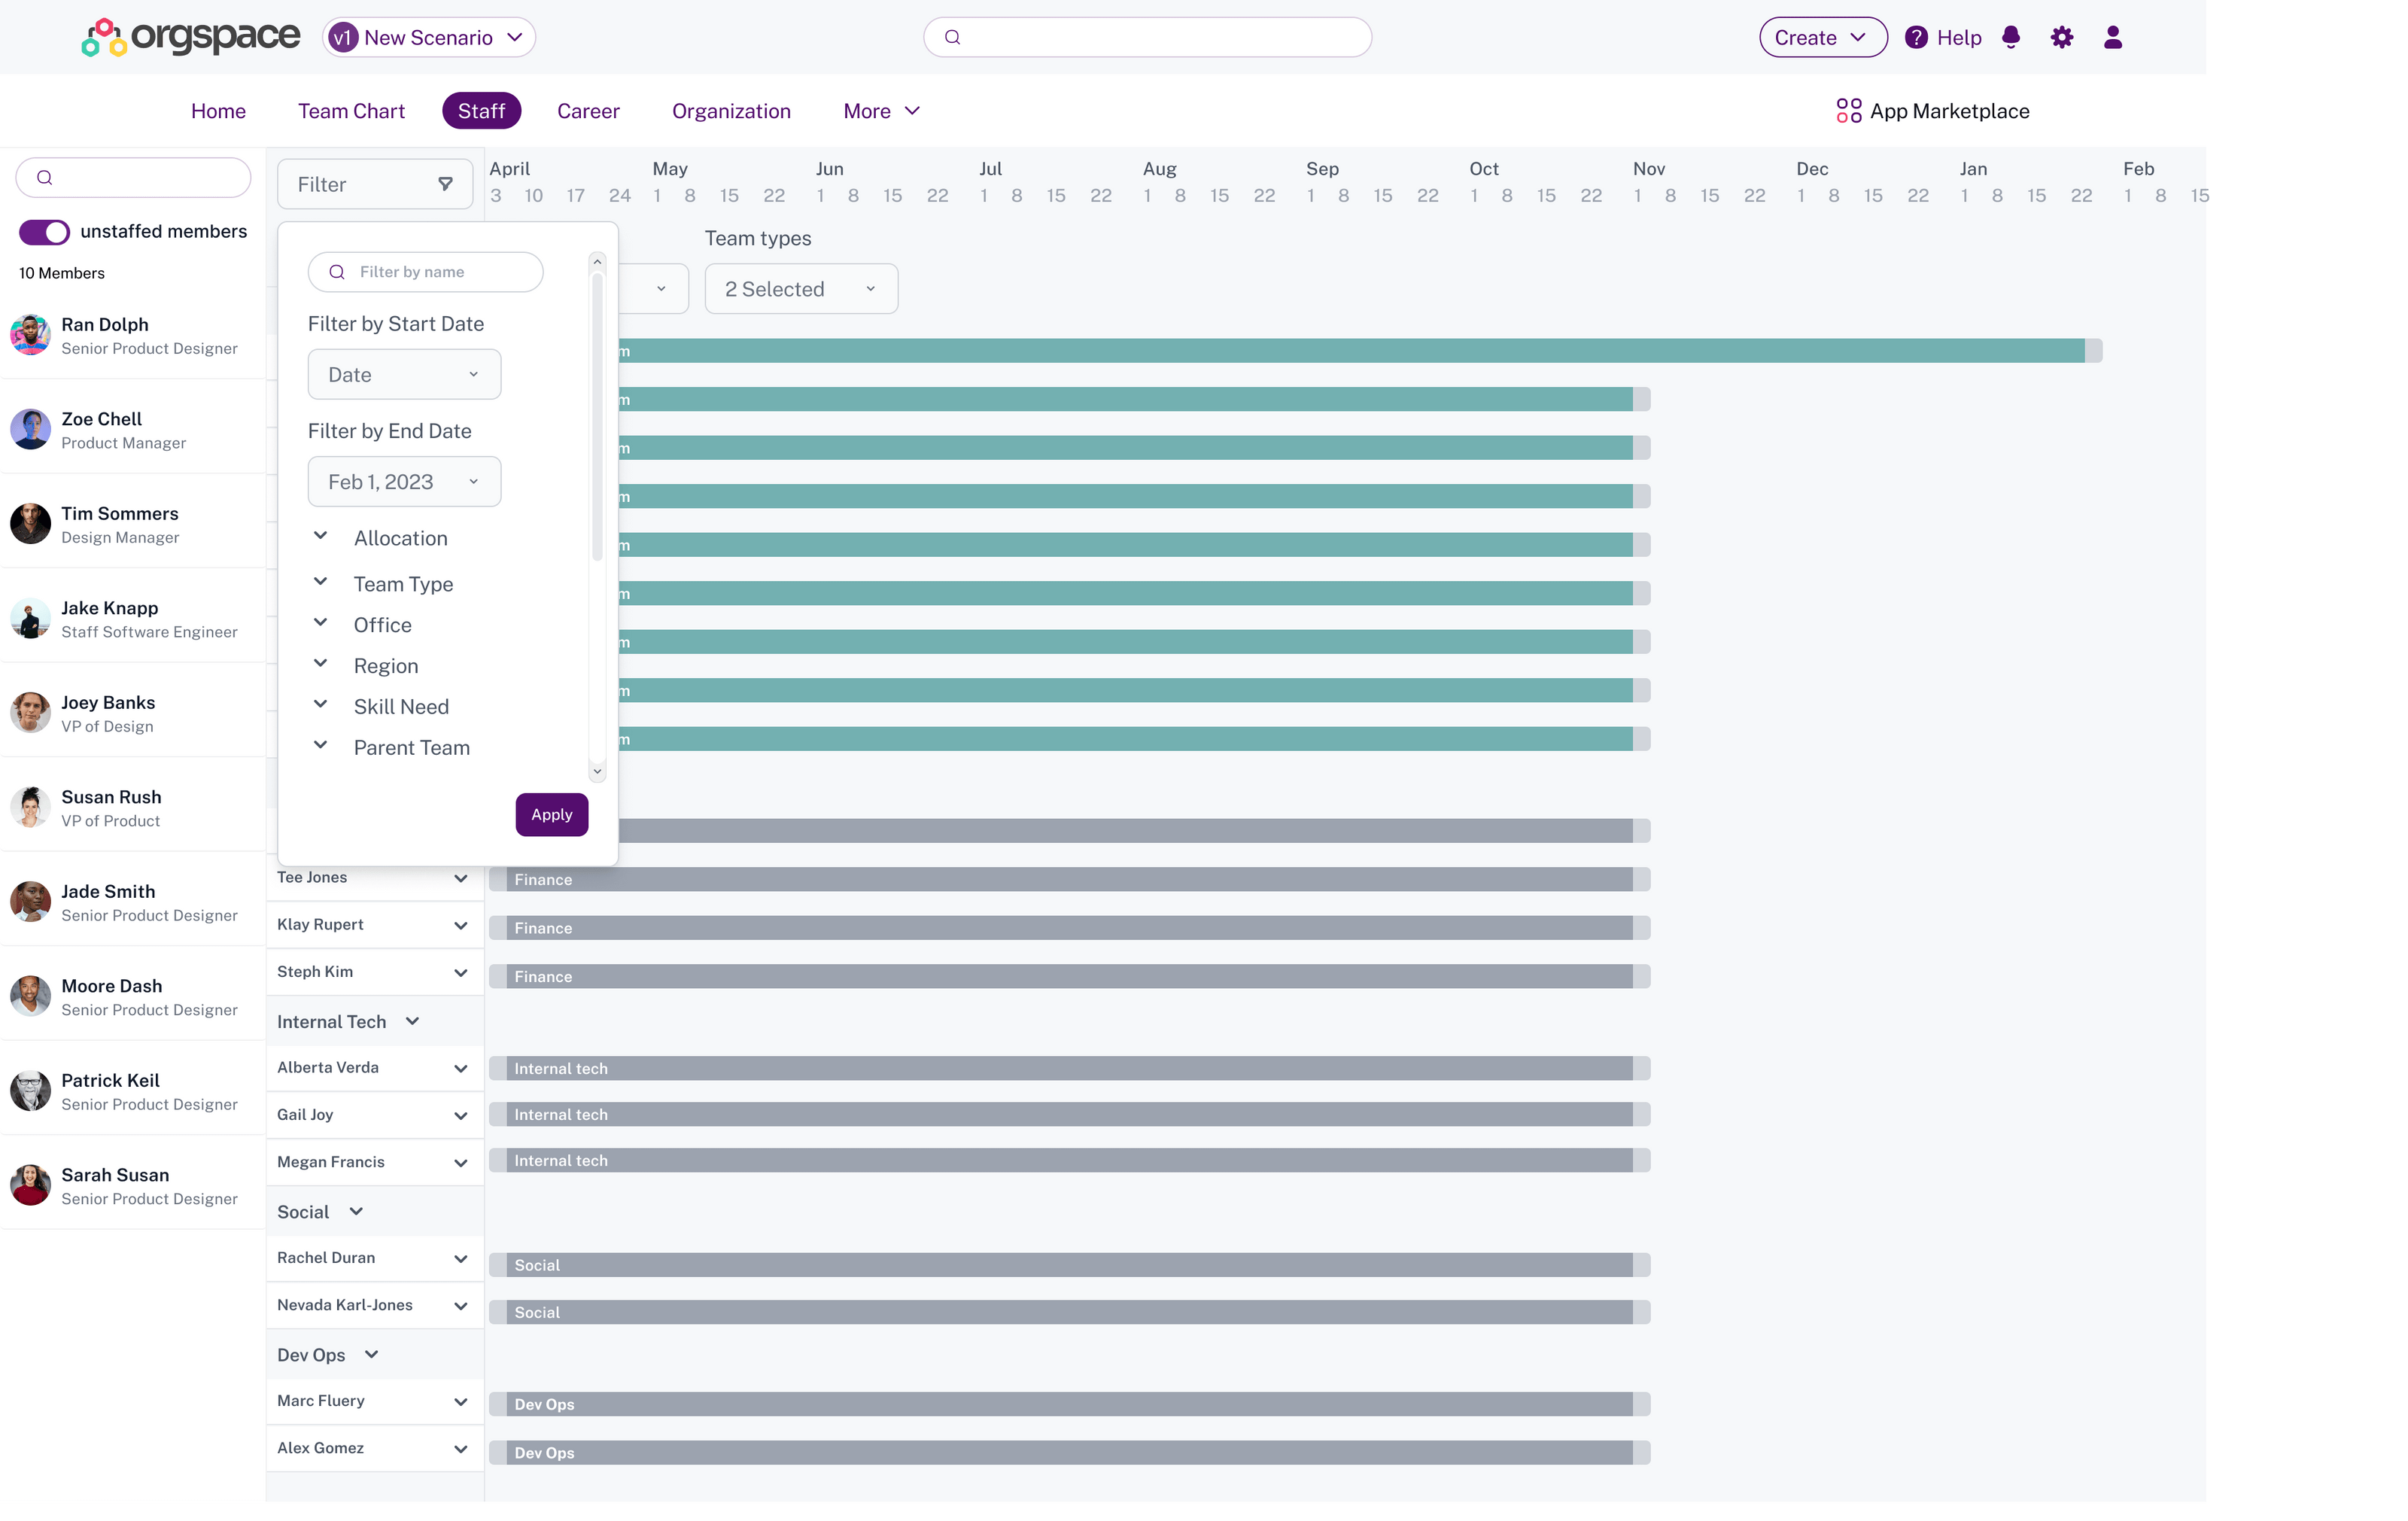 orgspace
v1 New Scenario
Create
? Help
Home Team Chart Staff Career Organization More
App Marketplace
unstaffed members
10 Members
Ran Dolph
Senior Product Designer
Zoe Chell
Product Manager
Tim Sommers
Design Manager
Jake Knapp
Staff Software Engineer
Joey Banks
VP of Design
Susan Rush
VP of Product
Jade Smith
Senior Product Designer
Moore Dash
Senior Product Designer
Patrick Keil
Senior Product Designer
Sarah Susan
Senior Product Designer
Filter
April May Jun Jul Aug Sep Oct Nov Dec Jan Feb
3 10 17 24 1 8 15 22 1 8 15 22 1 8 15 22 1 8 15 22 1 8 15 22 1 8 15 22 1 8 15 22 1 8 15 22 1 8 15 22 1 8 15
Team types
2 Selected
Filter by name
Filter by Start Date
Date
Filter by End Date
Feb 1, 2023
Allocation
Team Type
Office
Region
Skill Need
Parent Team
Apply
m
m
m
m
m
m
m
m
m
Tee Jones Finance
Klay Rupert Finance
Steph Kim Finance
Internal Tech
Alberta Verda Internal tech
Gail Joy Internal tech
Megan Francis Internal tech
Social
Rachel Duran Social
Nevada Karl-Jones Social
Dev Ops
Marc Fluery Dev Ops
Alex Gomez Dev Ops